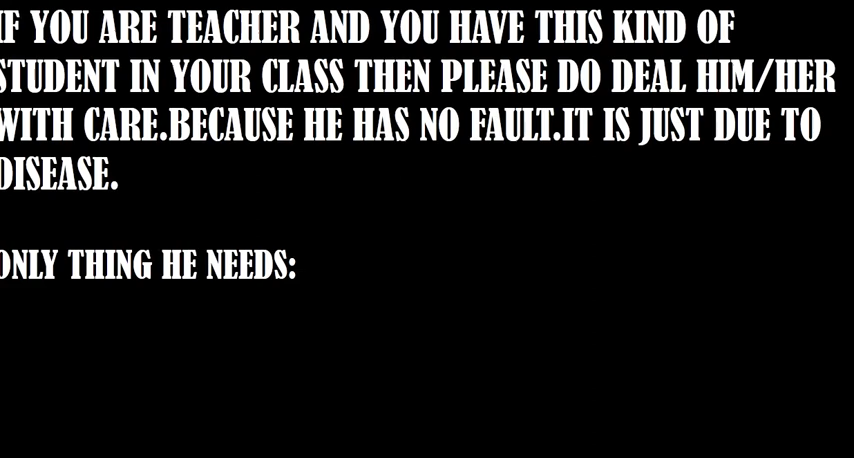 IF YOU ARE TEACHER AND YOU HAVE THIS KIND OF
STUDENT IN YOUR CLASS THEN PLEASE DO DEAL HIM/HER
WITH CARE.BECAUSE HE HAS NO FAULT.IT IS JUST DUE TO
DISEASE.
ONLY THING HE NEEDS: